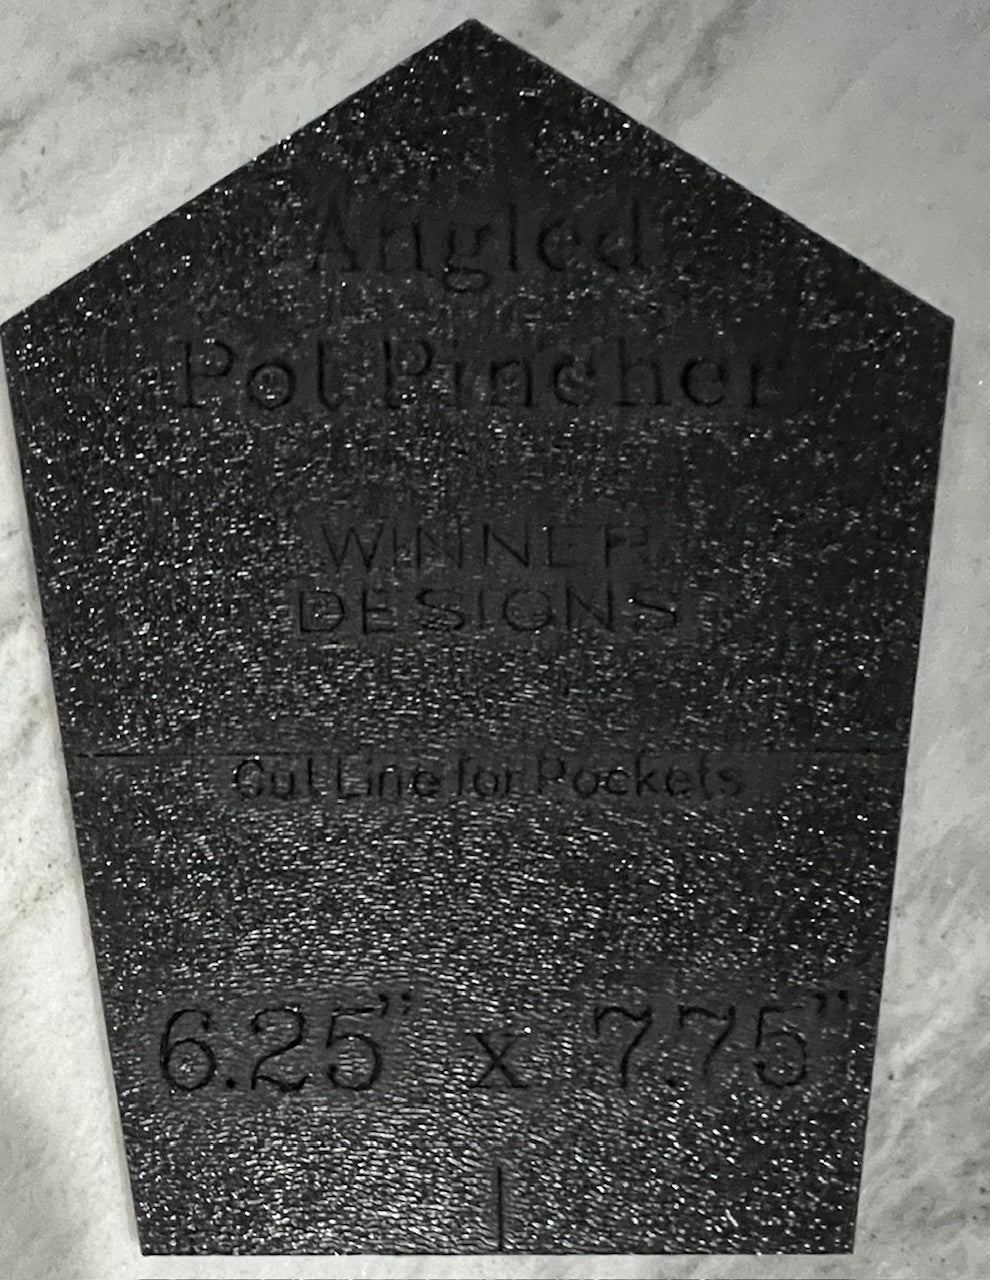 Angled
Pot Pincher
WINNER
DESIGNS
Cut Line for Pockets
6.25" x 7.75"